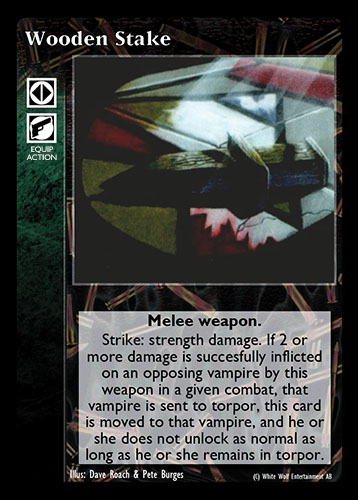 Wooden Stake
EQUIP
ACTION
Melee weapon.
Strike: strength damage. If 2 or
more damage is succesfully inflicted
on an opposing vampire by this
weapon in a given combat, that
vampire is sent to torpor, this card
is moved to that vampire, and he or
she does not unlock as normal as
long as he or she remains in torpor.
Illus: Dave Roach & Pete Burges
(C) White Wolf Entertainment AB